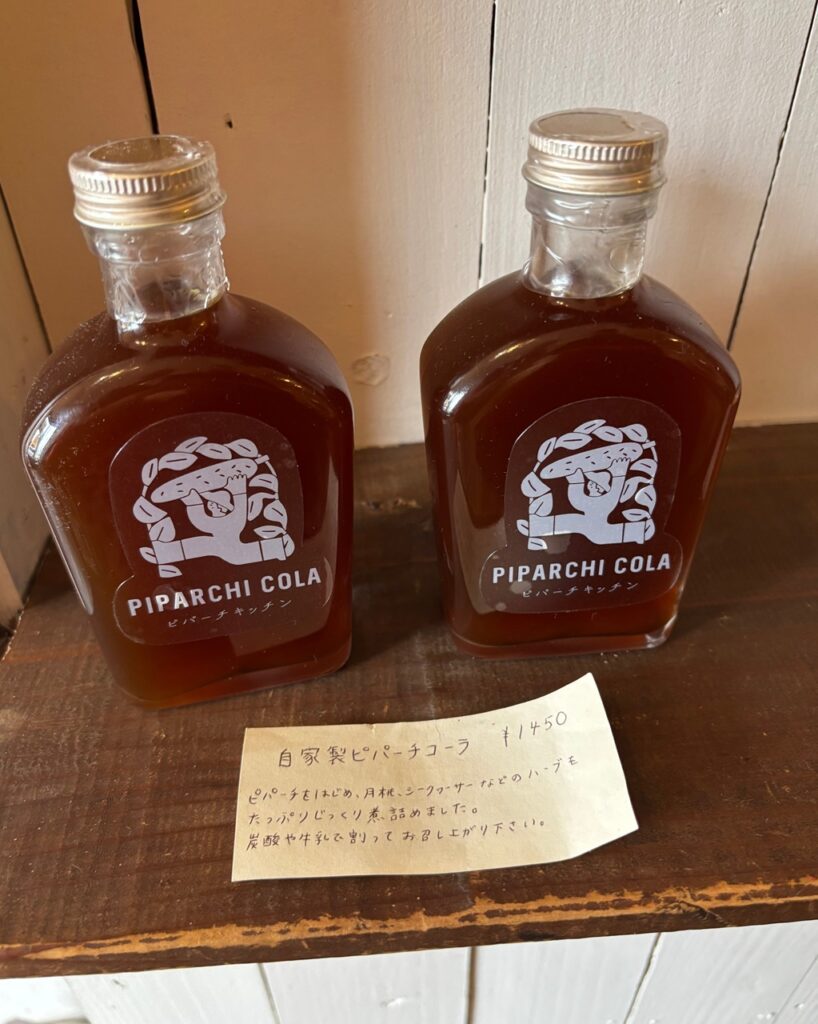 PIPARCHI COLA
ピパーチキッチン
PIPARCHI COLA
ピパーチキッチン
自家製ピパーチコーラ ¥1450
ピパーチをはじめ、月桃、シークヮーサーなどのハーブを
たっぷりじっくり煮詰めました。
炭酸や牛乳で割ってお召し上がり下さい。